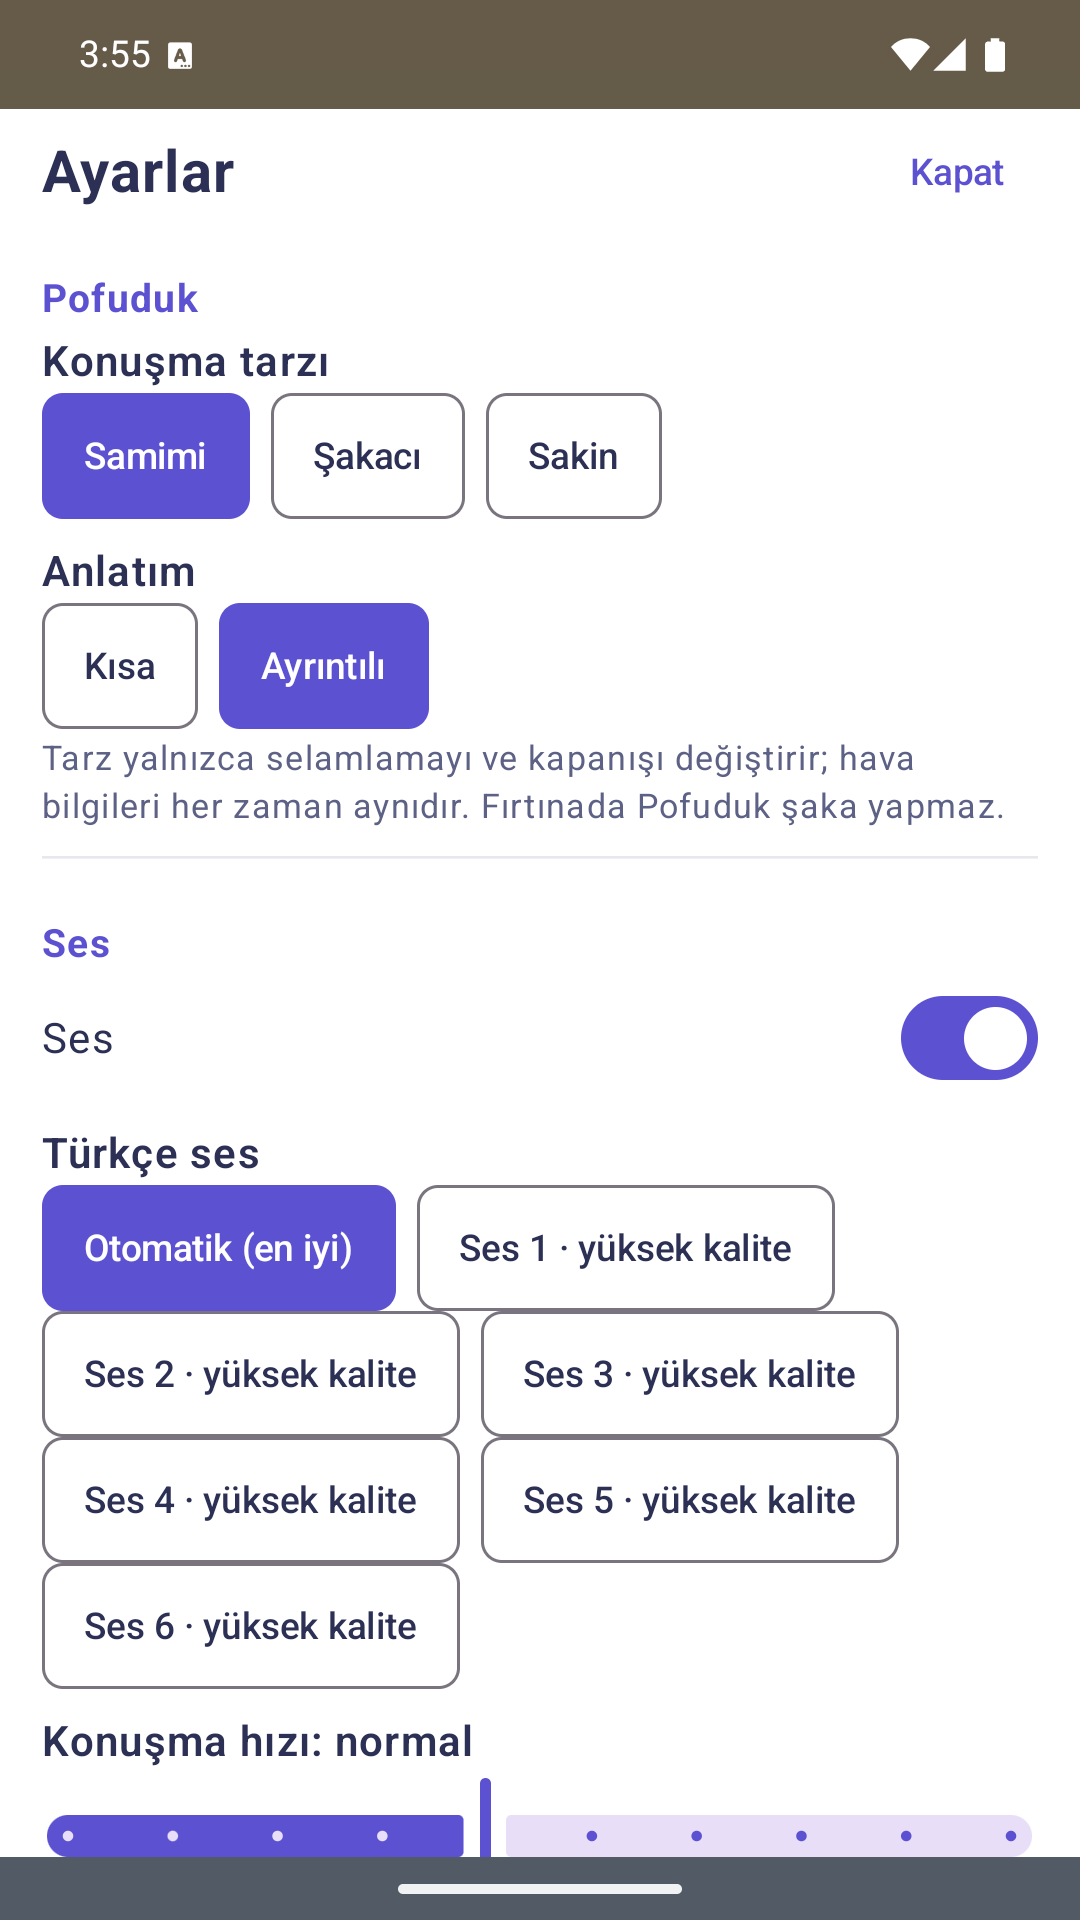 3:55
Ayarlar
Kapat
Pofuduk
Konuşma tarzı
Samimi
Şakacı
Sakin
Anlatım
Kısa
Ayrıntılı
Tarz yalnızca selamlamayı ve kapanışı değiştirir; hava
bilgileri her zaman aynıdır. Fırtınada Pofuduk şaka yapmaz.
Ses
Ses
Türkçe ses
Otomatik (en iyi)
Ses 1 · yüksek kalite
Ses 2 · yüksek kalite
Ses 3 · yüksek kalite
Ses 4 · yüksek kalite
Ses 5 · yüksek kalite
Ses 6 · yüksek kalite
Konuşma hızı: normal